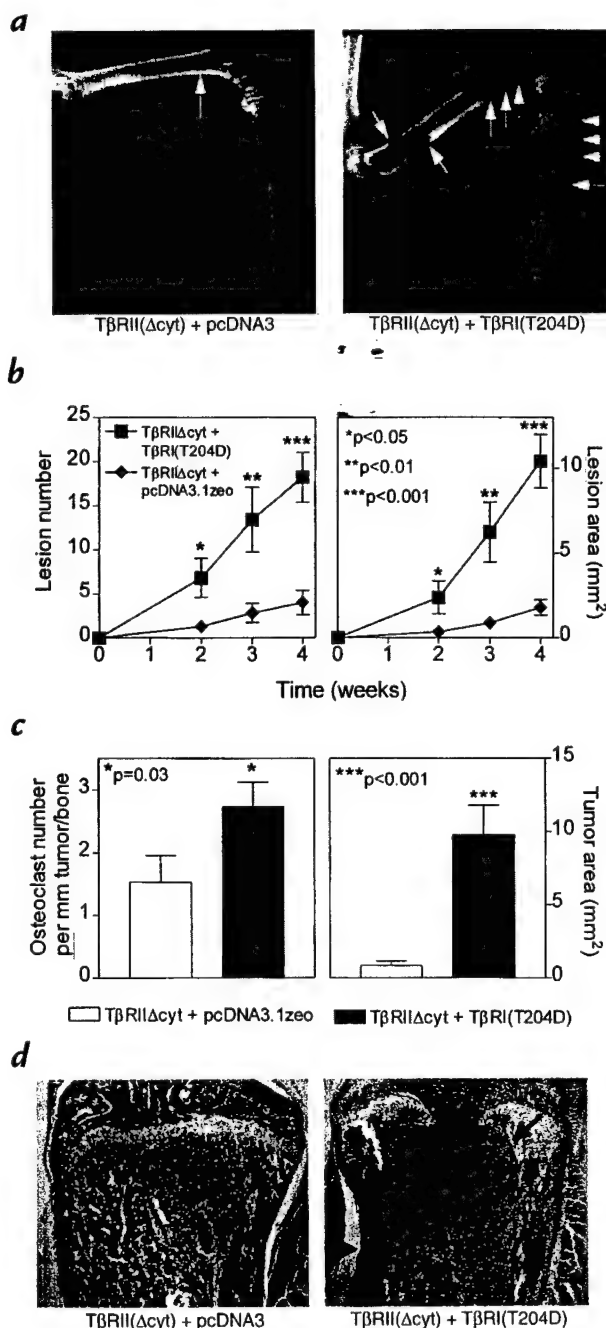 a
TβRII(Δcyt) + pcDNA3
TβRII(Δcyt) + TβRI(T204D)
b
Lesion number
25
20
15
10
5
0
TβRIIΔcyt +
TβRI(T204D)
TβRIIΔcyt +
pcDNA3.1zeo
*
**
***
0 1 2 3 4
*p<0.05
**p<0.01
***p<0.001
*
**
***
10
5
0
Lesion area (mm²)
0 1 2 3 4
Time (weeks)
c
Osteoclast number
per mm tumor/bone
3
2
1
0
*p=0.03
*
***p<0.001
***
15
10
5
0
Tumor area (mm²)
TβRIIΔcyt + pcDNA3.1zeo
TβRIIΔcyt + TβRI(T204D)
d
TβRII(Δcyt) + pcDNA3
TβRII(Δcyt) + TβRI(T204D)